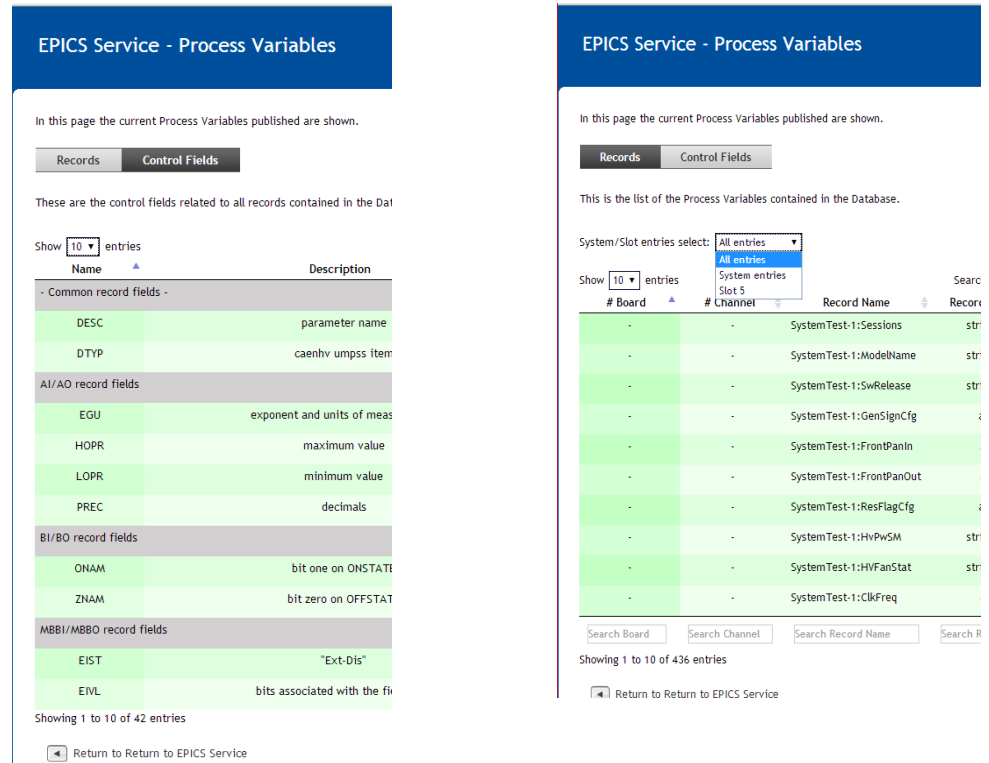 EPICS Service - Process Variables
In this page the current Process Variables published are shown.
Records Control Fields
These are the control fields related to all records contained in the Dat
Show 10 entries
Name Description
- Common record fields -
DESC parameter name
DTYP caenhv umpss item
AI/AO record fields
EGU exponent and units of meas
HOPR maximum value
LOPR minimum value
PREC decimals
BI/BO record fields
ONAM bit one on ONSTATE
ZNAM bit zero on OFFSTAT
MBBI/MBBO record fields
EIST "Ext-Dis"
EIVL bits associated with the fie
Showing 1 to 10 of 42 entries
Return to Return to EPICS Service
EPICS Service - Process Variables
In this page the current Process Variables published are shown.
Records Control Fields
This is the list of the Process Variables contained in the Database.
System/Slot entries select: All entries
All entries
System entries
Slot 5
Show 10 entries Searc
# Board # Channel Record Name Recor
- - SystemTest-1:Sessions stri
- - SystemTest-1:ModelName stri
- - SystemTest-1:SwRelease stri
- - SystemTest-1:GenSignCfg a
- - SystemTest-1:FrontPanIn
- - SystemTest-1:FrontPanOut
- - SystemTest-1:ResFlagCfg a
- - SystemTest-1:HvPwSM stri
- - SystemTest-1:HVFanStat stri
- - SystemTest-1:ClkFreq
Search Board Search Channel Search Record Name Search R
Showing 1 to 10 of 436 entries
Return to Return to EPICS Service